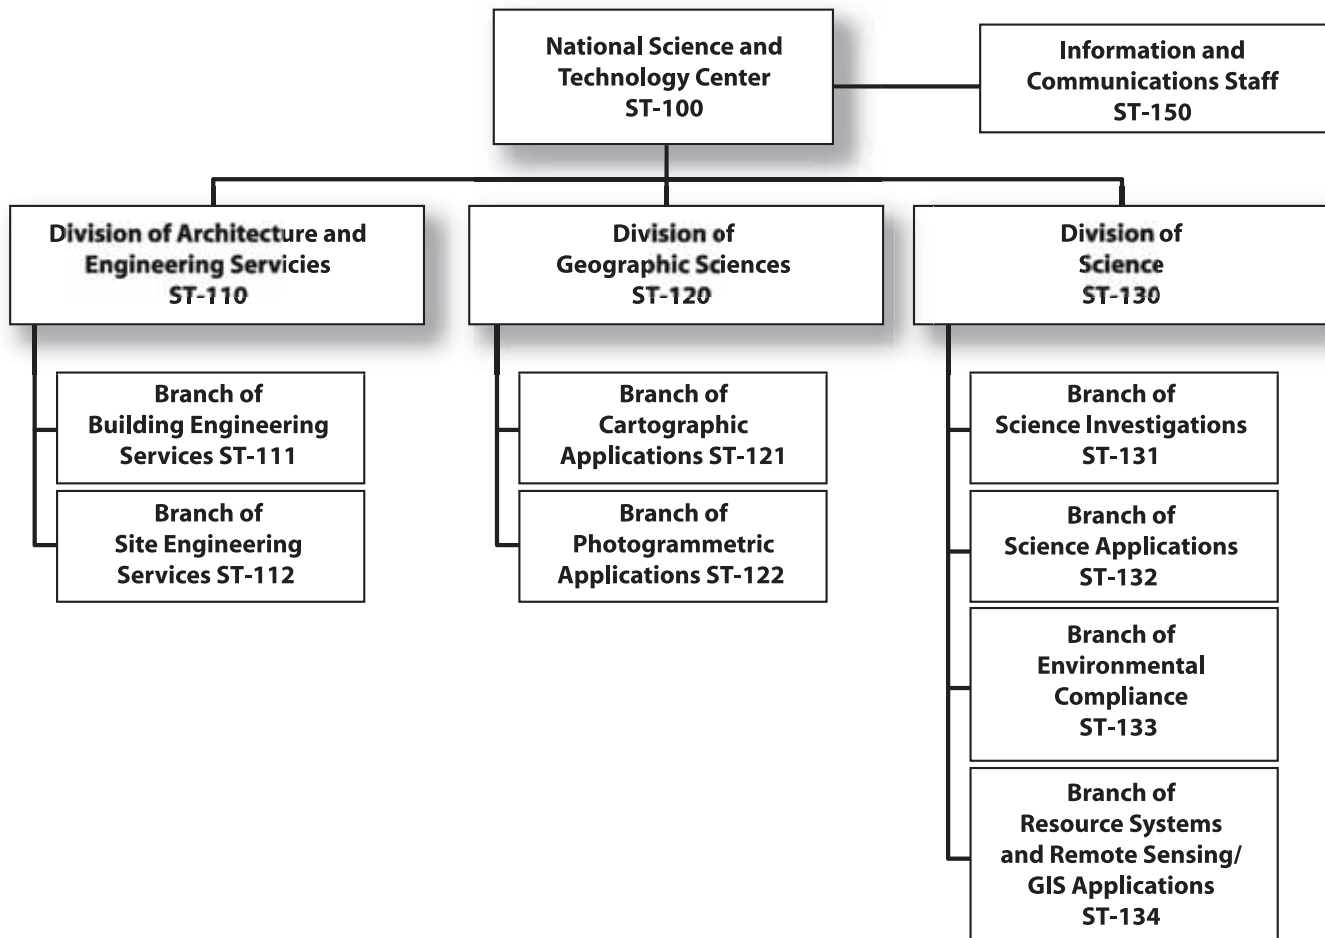 National Science and
Technology Center
ST-100
Information and
Communications Staff
ST-150
Division of Architecture and
Engineering Servicies
ST-110
Division of
Geographic Sciences
ST-120
Division of
Science
ST-130
Branch of
Building Engineering
Services ST-111
Branch of
Site Engineering
Services ST-112
Branch of
Cartographic
Applications ST-121
Branch of
Photogrammetric
Applications ST-122
Branch of
Science Investigations
ST-131
Branch of
Science Applications
ST-132
Branch of
Environmental
Compliance
ST-133
Branch of
Resource Systems
and Remote Sensing/
GIS Applications
ST-134